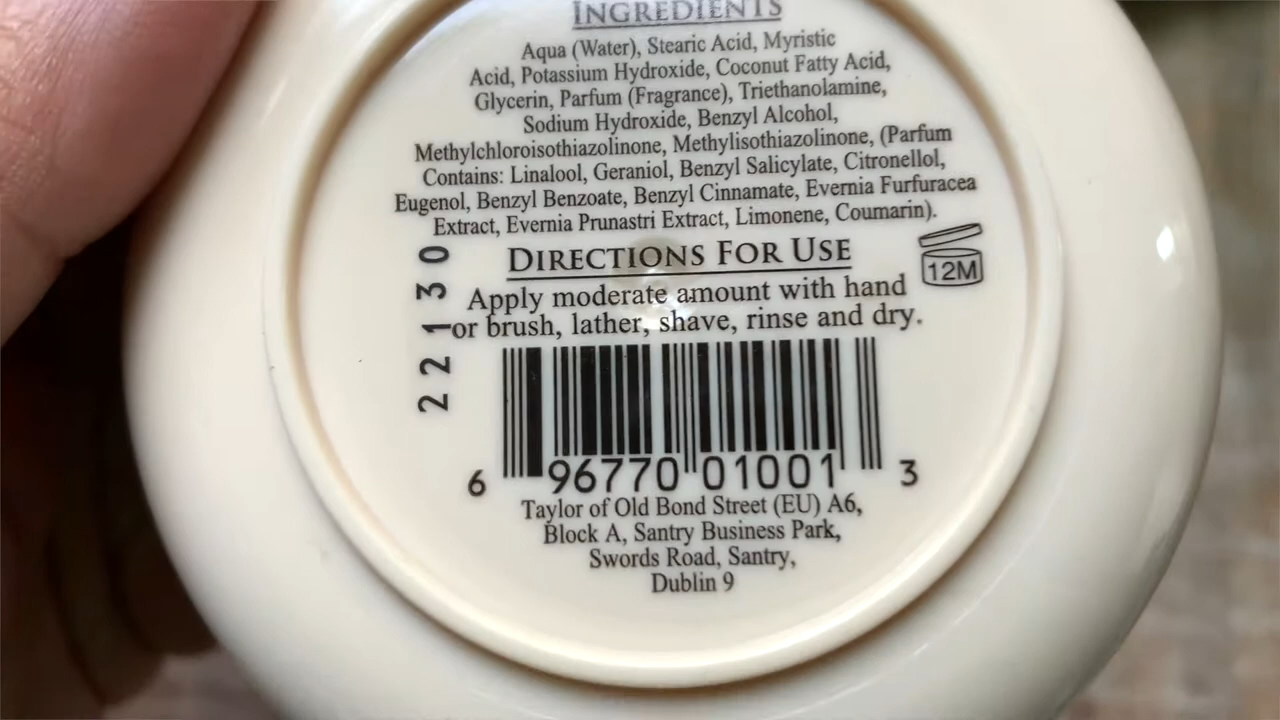 INGREDIENTS
Aqua (Water), Stearic Acid, Myristic
Acid, Potassium Hydroxide, Coconut Fatty Acid,
Glycerin, Parfum (Fragrance), Triethanolamine,
Sodium Hydroxide, Benzyl Alcohol,
Methylchloroisothiazolinone, Methylisothiazolinone, (Parfum
Contains: Linalool, Geraniol, Benzyl Salicylate, Citronellol,
Eugenol, Benzyl Benzoate, Benzyl Cinnamate, Evernia Furfuracea
Extract, Evernia Prunastri Extract, Limonene, Coumarin).
DIRECTIONS FOR USE
12M
Apply moderate amount with hand
or brush, lather, shave, rinse and dry.
22130
6 96770 01001 3
Taylor of Old Bond Street (EU) A6,
Block A, Santry Business Park,
Swords Road, Santry,
Dublin 9